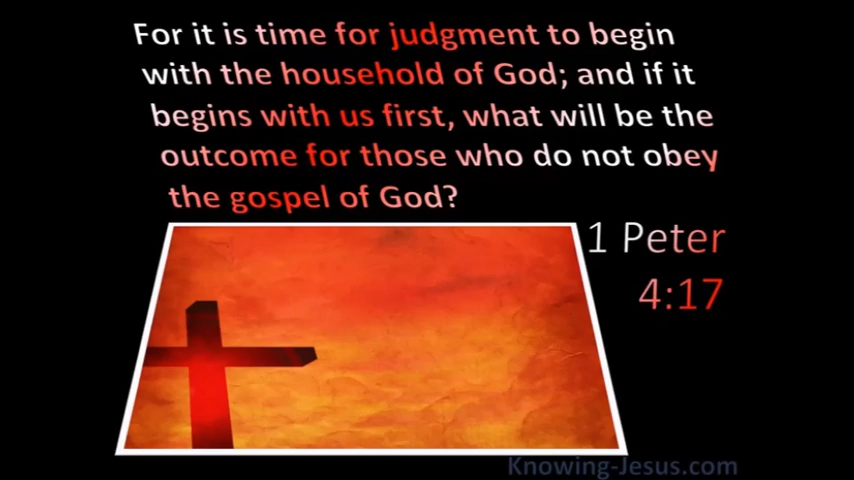 For it is time for judgment to begin
with the household of God; and if it
begins with us first, what will be the
outcome for those who do not obey
the gospel of God?
1 Peter
4:17
Knowing-Jesus.com